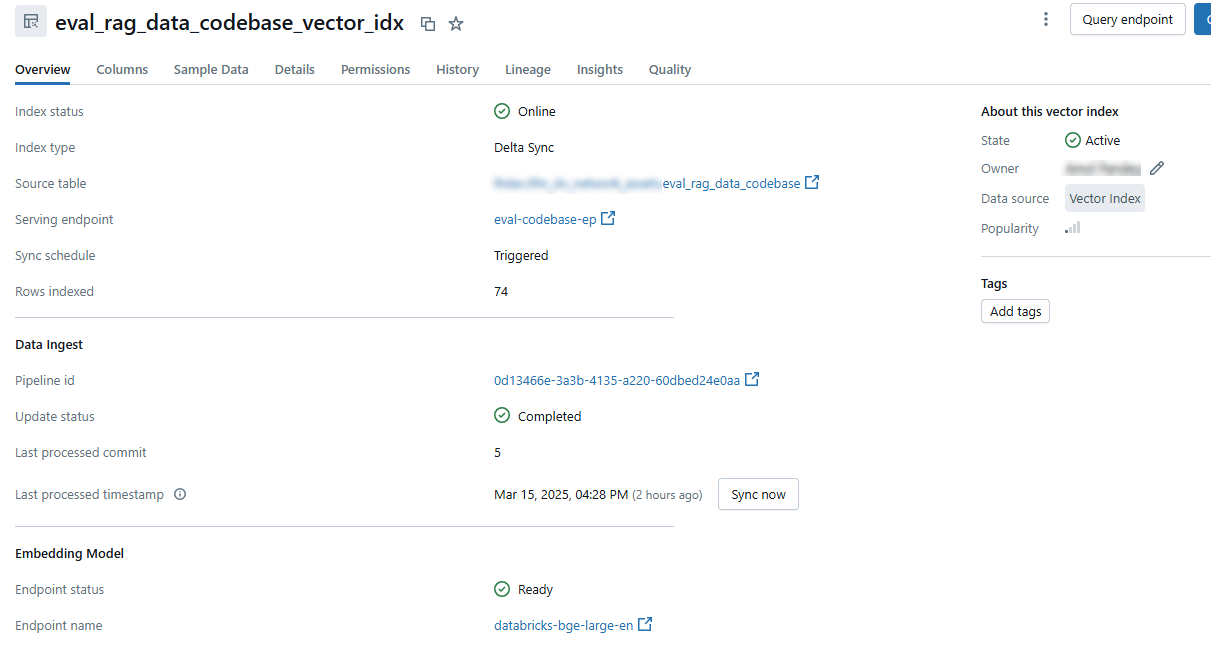 eval_rag_data_codebase_vector_idx
Query endpoint
Overview Columns Sample Data Details Permissions History Lineage Insights Quality
Index status Online
Index type Delta Sync
Source table eval_rag_data_codebase
Serving endpoint eval-codebase-ep
Sync schedule Triggered
Rows indexed 74
Data Ingest
Pipeline id 0d13466e-3a3b-4135-a220-60dbed24e0aa
Update status Completed
Last processed commit 5
Last processed timestamp Mar 15, 2025, 04:28 PM (2 hours ago) Sync now
Embedding Model
Endpoint status Ready
Endpoint name databricks-bge-large-en
About this vector index
State Active
Owner
Data source Vector Index
Popularity
Tags
Add tags